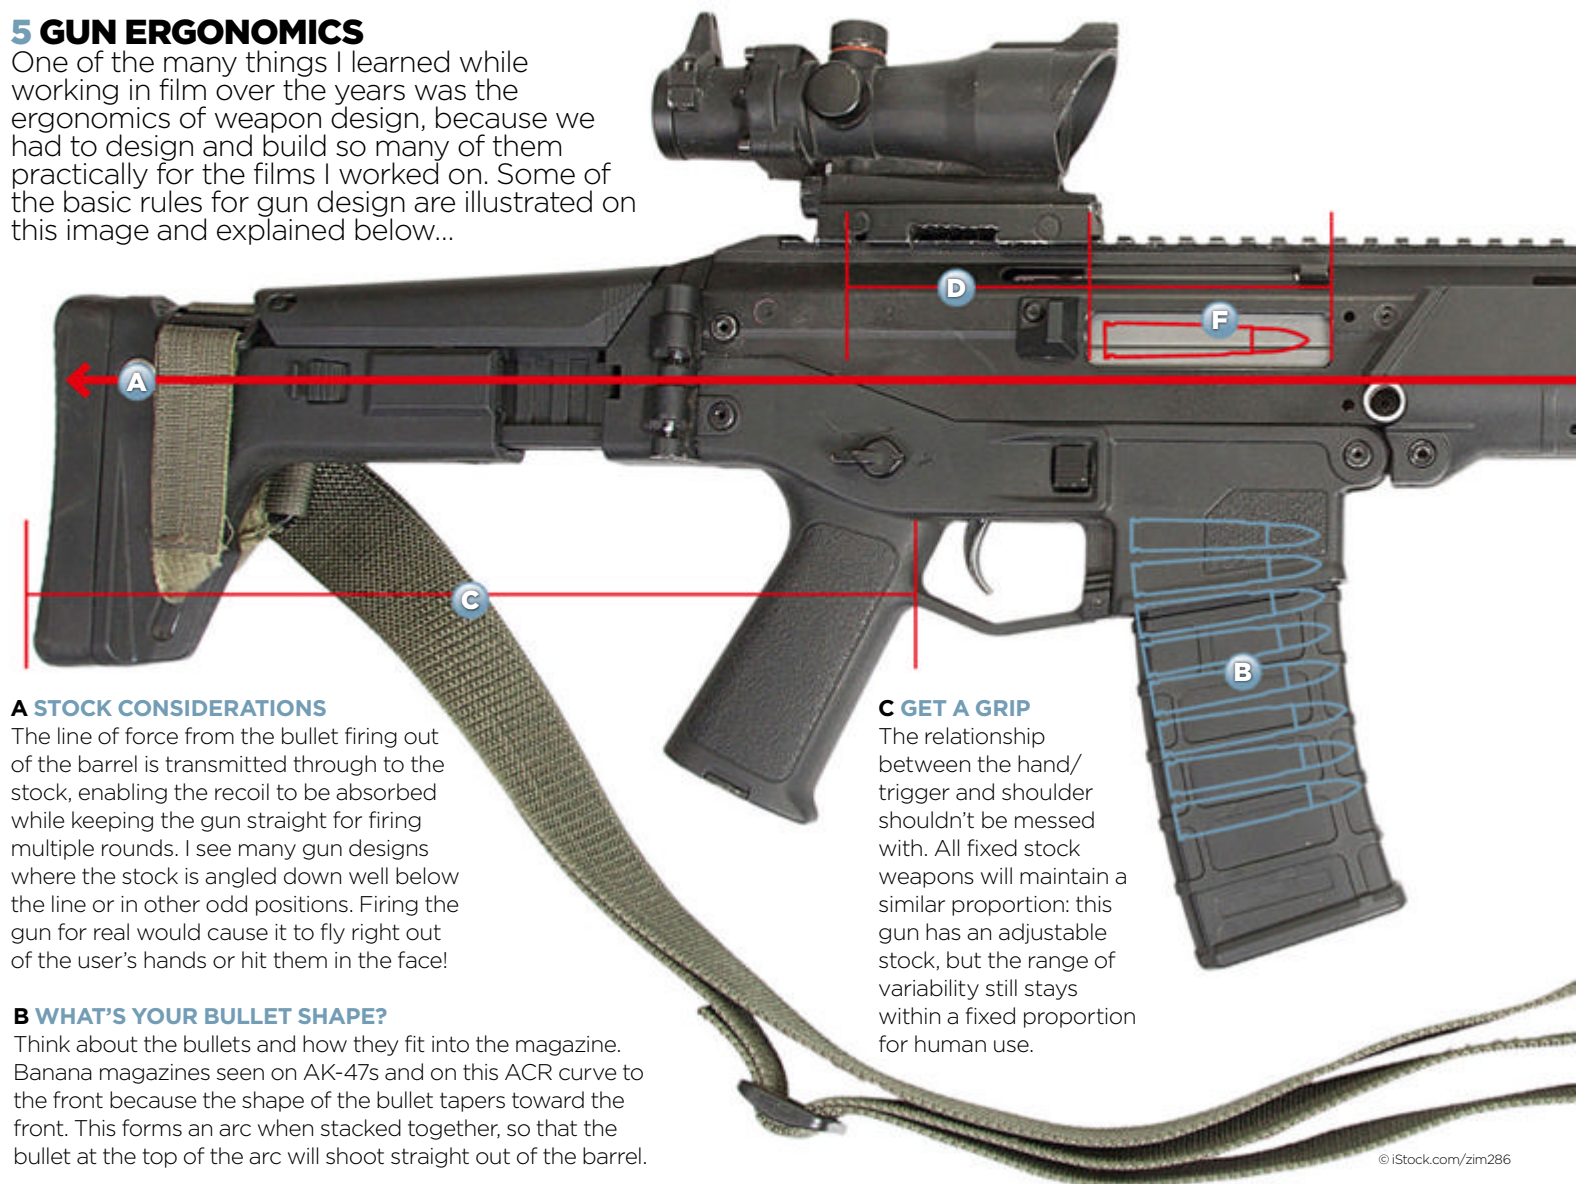 5 GUN ERGONOMICS
One of the many things I learned while
working in film over the years was the
ergonomics of weapon design, because we
had to design and build so many of them
practically for the films I worked on. Some of
the basic rules for gun design are illustrated on
this image and explained below...
D
F
A
C
B
A STOCK CONSIDERATIONS
The line of force from the bullet firing out
of the barrel is transmitted through to the
stock, enabling the recoil to be absorbed
while keeping the gun straight for firing
multiple rounds. I see many gun designs
where the stock is angled down well below
the line or in other odd positions. Firing the
gun for real would cause it to fly right out
of the user's hands or hit them in the face!
B WHAT'S YOUR BULLET SHAPE?
Think about the bullets and how they fit into the magazine.
Banana magazines seen on AK-47s and on this ACR curve to
the front because the shape of the bullet tapers toward the
front. This forms an arc when stacked together, so that the
bullet at the top of the arc will shoot straight out of the barrel.
C GET A GRIP
The relationship
between the hand/
trigger and shoulder
shouldn't be messed
with. All fixed stock
weapons will maintain a
similar proportion: this
gun has an adjustable
stock, but the range of
variability still stays
within a fixed proportion
for human use.
© iStock.com/zim286